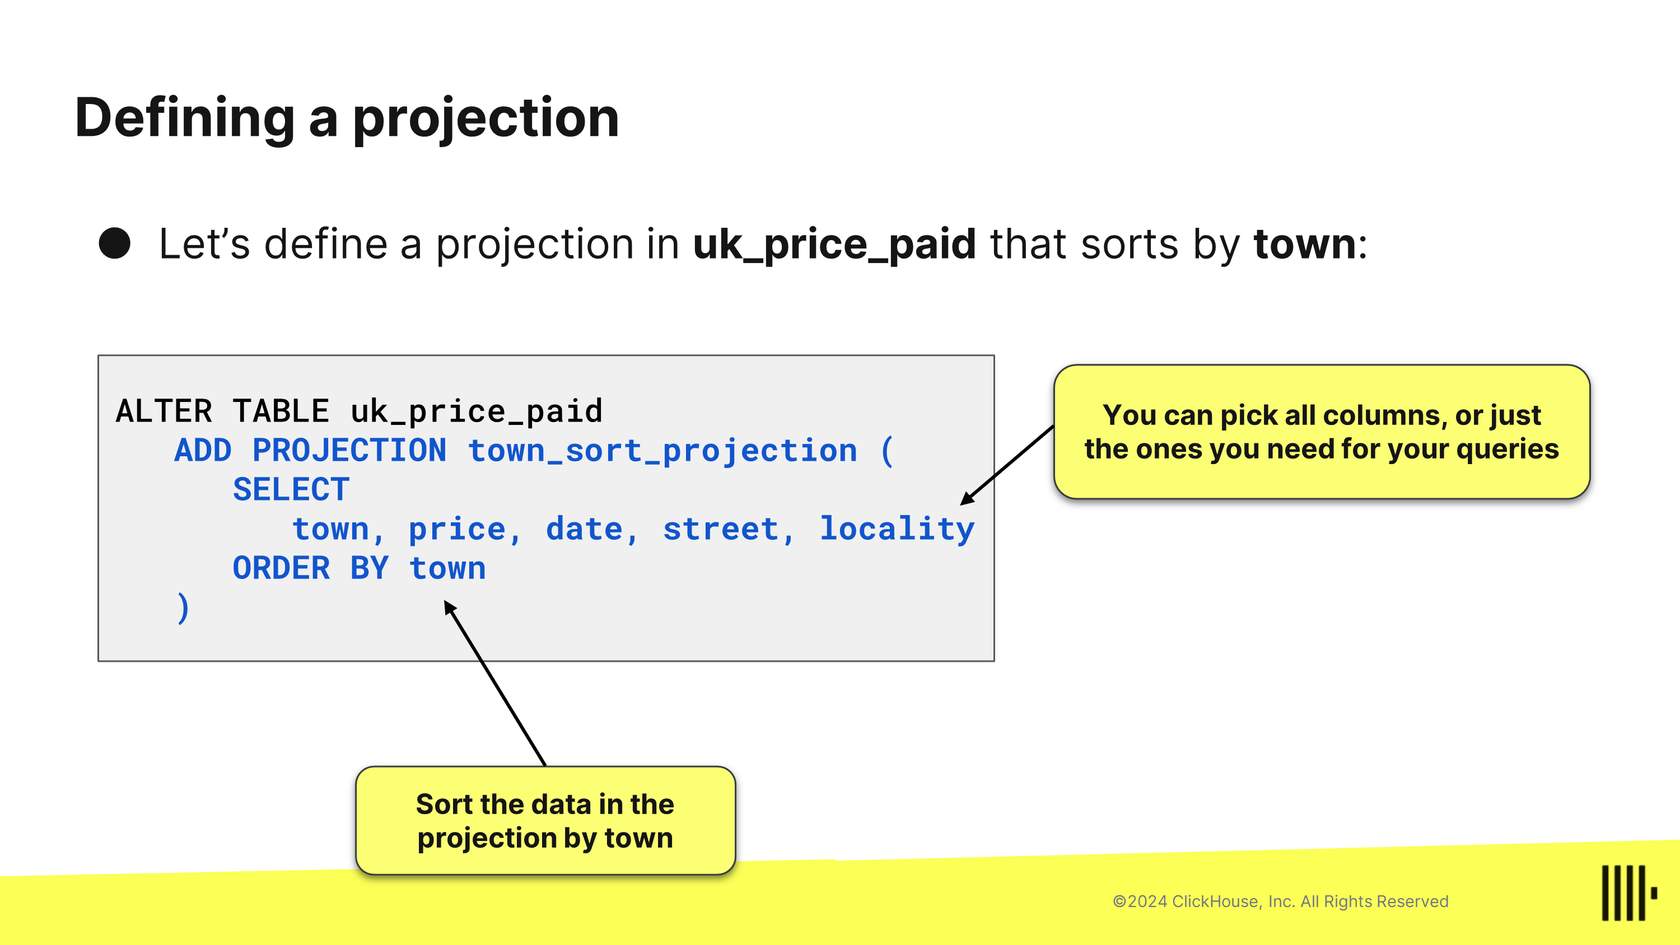 Defining a projection
● Let’s define a projection in uk_price_paid that sorts by town:
ALTER TABLE uk_price_paid
   ADD PROJECTION town_sort_projection (
      SELECT
         town, price, date, street, locality
      ORDER BY town
   )
You can pick all columns, or just
the ones you need for your queries
Sort the data in the
projection by town
©2024 ClickHouse, Inc. All Rights Reserved